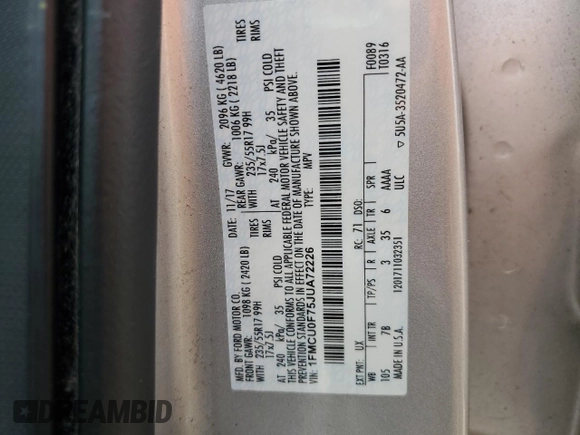 MFD. BY FORD MOTOR CO.
11/17 GVWR: 2096 KG ( 4620 LB)
FRONT GAWR: 1098 KG ( 2420 LB) REAR GAWR: 1006 KG ( 2218 LB)
WITH 235/55R17 99H TIRES WITH 235/55R17 99H TIRES
17x7.5J RIMS 17x7.5J RIMS
AT 240 kPa/ 35 PSI COLD AT 240 kPa/ 35 PSI COLD
THIS VEHICLE CONFORMS TO ALL APPLICABLE FEDERAL MOTOR VEHICLE SAFETY AND THEFT
PREVENTION STANDARDS IN EFFECT ON THE DATE OF MANUFACTURE SHOWN ABOVE.
VIN: 1FMCU0F75JUA72226 TYPE: MPV
F0089
EXT PNT: UX RC: 71 DSO: T0316
WB INT TR TP/PS R AXLE TR SPR
105 7B 3 35 6 AAAA
MADE IN U.S.A. 1201711032351 ULC
▽ 5U5A-3520472-AA
DREAMBID